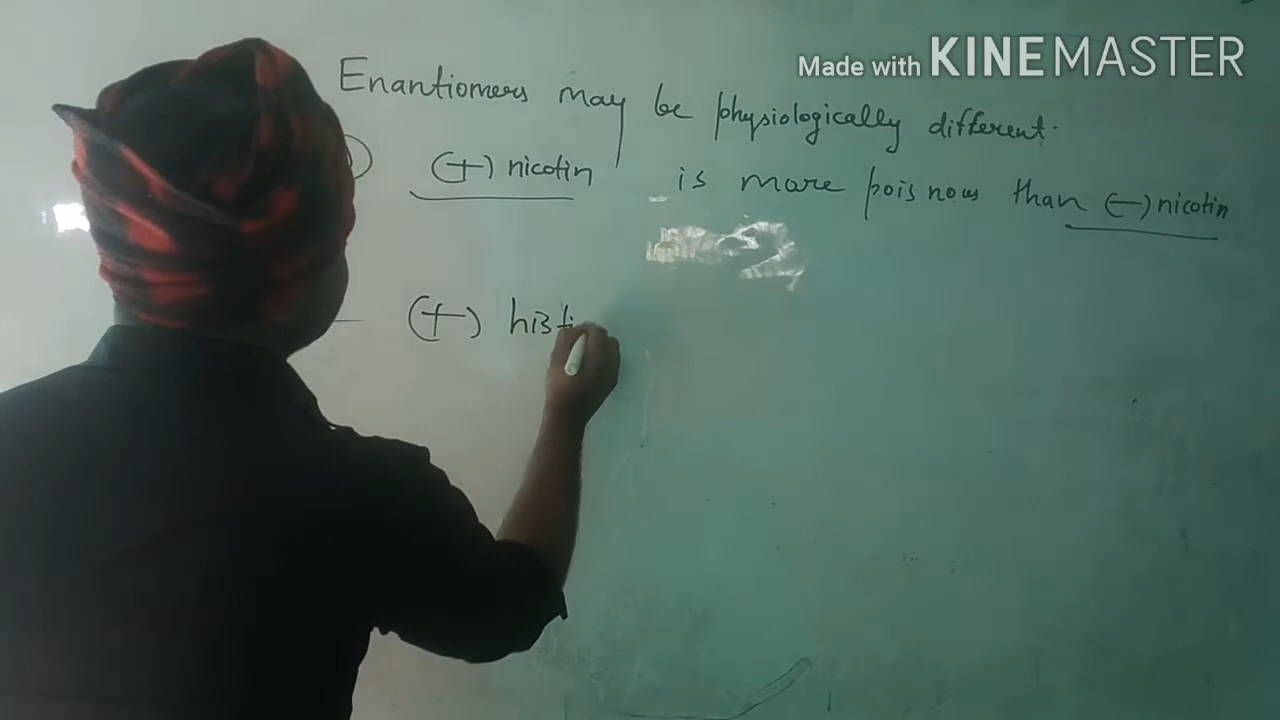 Made with KINEMASTER
Enantiomers may be physiologically different.
(+) nicotin is more poisnous than (-) nicotin
(+) histi